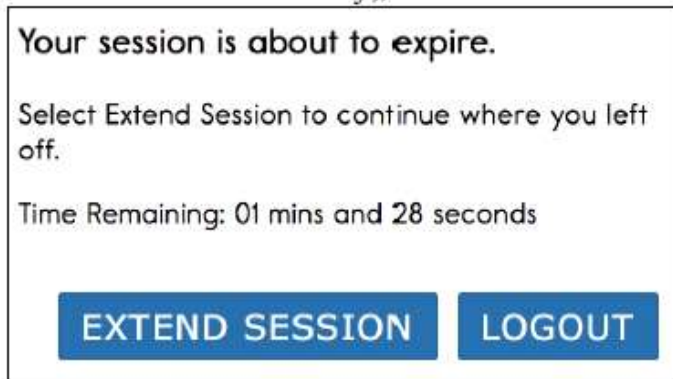 Your session is about to expire.
Select Extend Session to continue where you left
off.
Time Remaining: 01 mins and 28 seconds
EXTEND SESSION LOGOUT